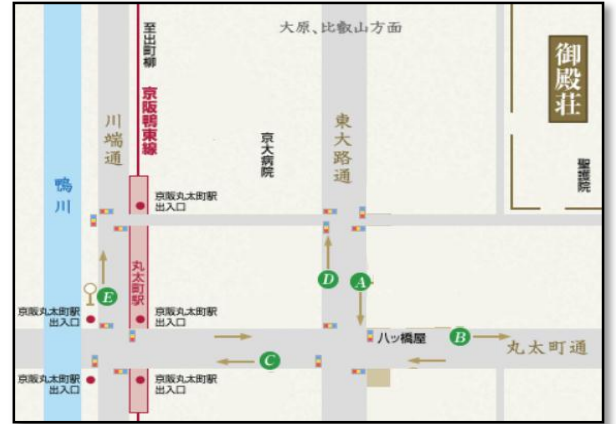 大原、比叡山方面
至出町柳
京阪鴨東線
川端通
鴨川
京大病院
東大路通
御殿荘
聖護院
京阪丸太町駅
出入口
丸太町駅
D
A
E
京阪丸太町駅
出入口
京阪丸太町駅
出入口
八ッ橋屋
B
丸太町通
C
京阪丸太町駅
出入口
京阪丸太町駅
出入口